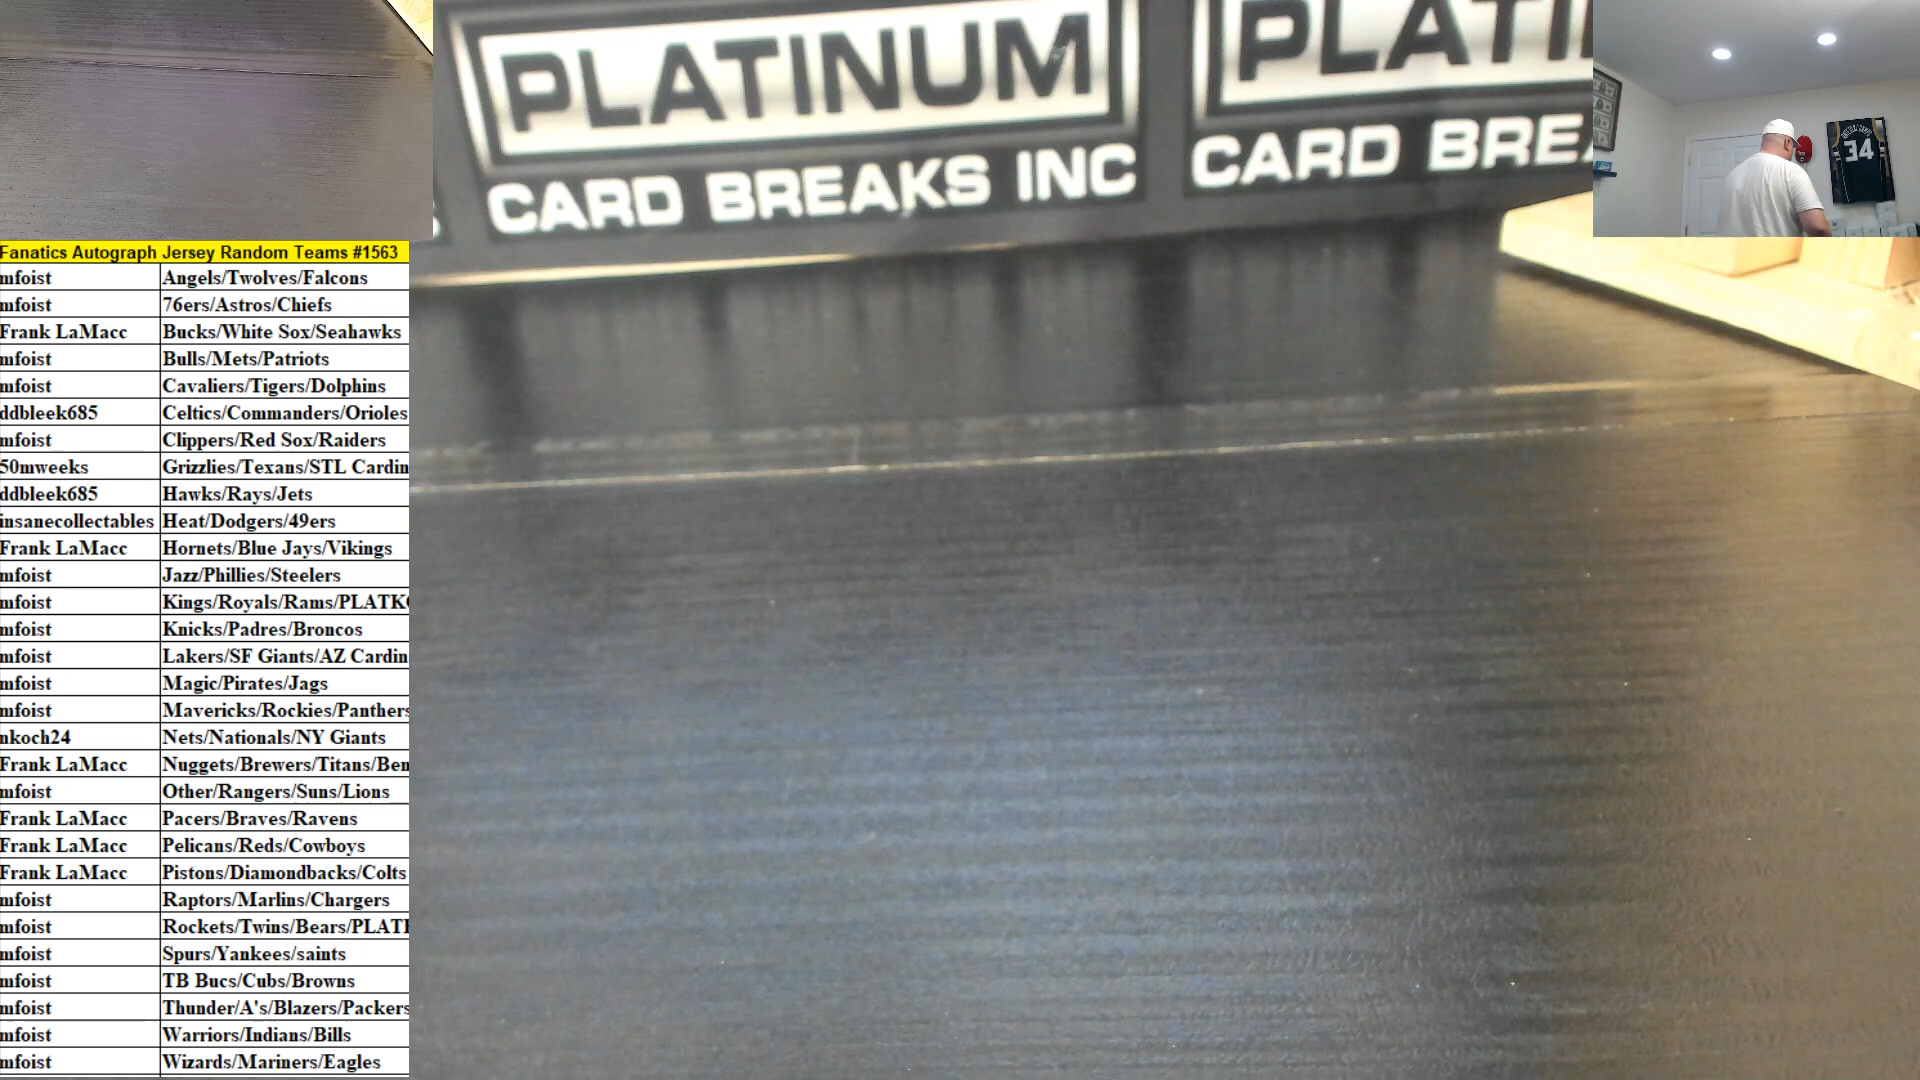 PLATINUM
CARD BREAKS INC
PLATI
CARD BREA
34
Fanatics Autograph Jersey Random Teams #1563
mfoist Angels/Twolves/Falcons
mfoist 76ers/Astros/Chiefs
Frank LaMacc Bucks/White Sox/Seahawks
mfoist Bulls/Mets/Patriots
mfoist Cavaliers/Tigers/Dolphins
ddbleek685 Celtics/Commanders/Orioles
mfoist Clippers/Red Sox/Raiders
50mweeks Grizzlies/Texans/STL Cardin
ddbleek685 Hawks/Rays/Jets
insanecollectables Heat/Dodgers/49ers
Frank LaMacc Hornets/Blue Jays/Vikings
mfoist Jazz/Phillies/Steelers
mfoist Kings/Royals/Rams/PLATK
mfoist Knicks/Padres/Broncos
mfoist Lakers/SF Giants/AZ Cardin
mfoist Magic/Pirates/Jags
mfoist Mavericks/Rockies/Panthers
nkoch24 Nets/Nationals/NY Giants
Frank LaMacc Nuggets/Brewers/Titans/Ben
mfoist Other/Rangers/Suns/Lions
Frank LaMacc Pacers/Braves/Ravens
Frank LaMacc Pelicans/Reds/Cowboys
Frank LaMacc Pistons/Diamondbacks/Colts
mfoist Raptors/Marlins/Chargers
mfoist Rockets/Twins/Bears/PLATI
mfoist Spurs/Yankees/saints
mfoist TB Bucs/Cubs/Browns
mfoist Thunder/A's/Blazers/Packers
mfoist Warriors/Indians/Bills
mfoist Wizards/Mariners/Eagles